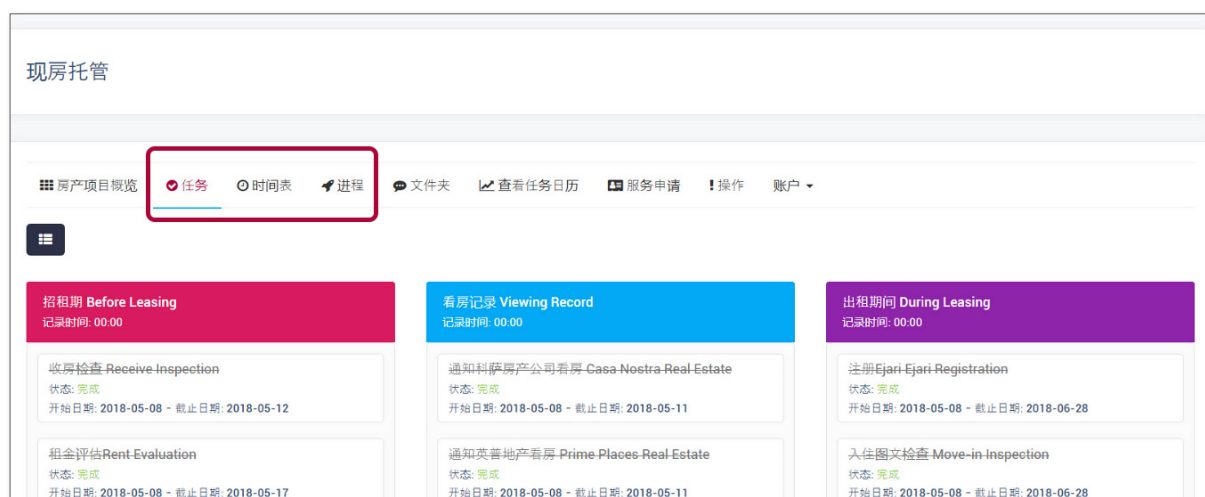 现房托管
房产项目概览 任务 时间表 进程 文件夹 查看任务日历 服务申请 操作 账户
招租期 Before Leasing
记录时间: 00:00
收房检查 Receive Inspection
状态: 完成
开始日期: 2018-05-08 - 截止日期: 2018-05-12
租金评估Rent Evaluation
状态: 完成
开始日期: 2018-05-08 - 截止日期: 2018-05-17
看房记录 Viewing Record
记录时间: 00:00
通知科萨房产公司看房 Casa Nostra Real Estate
状态: 完成
开始日期: 2018-05-08 - 截止日期: 2018-05-11
通知英普地产看房 Prime Places Real Estate
状态: 完成
开始日期: 2018-05-08 - 截止日期: 2018-05-11
出租期间 During Leasing
记录时间: 00:00
注册Ejari Ejari Registration
状态: 完成
开始日期: 2018-05-08 - 截止日期: 2018-06-28
入住图文检查 Move-in Inspection
状态: 完成
开始日期: 2018-05-08 - 截止日期: 2018-06-28